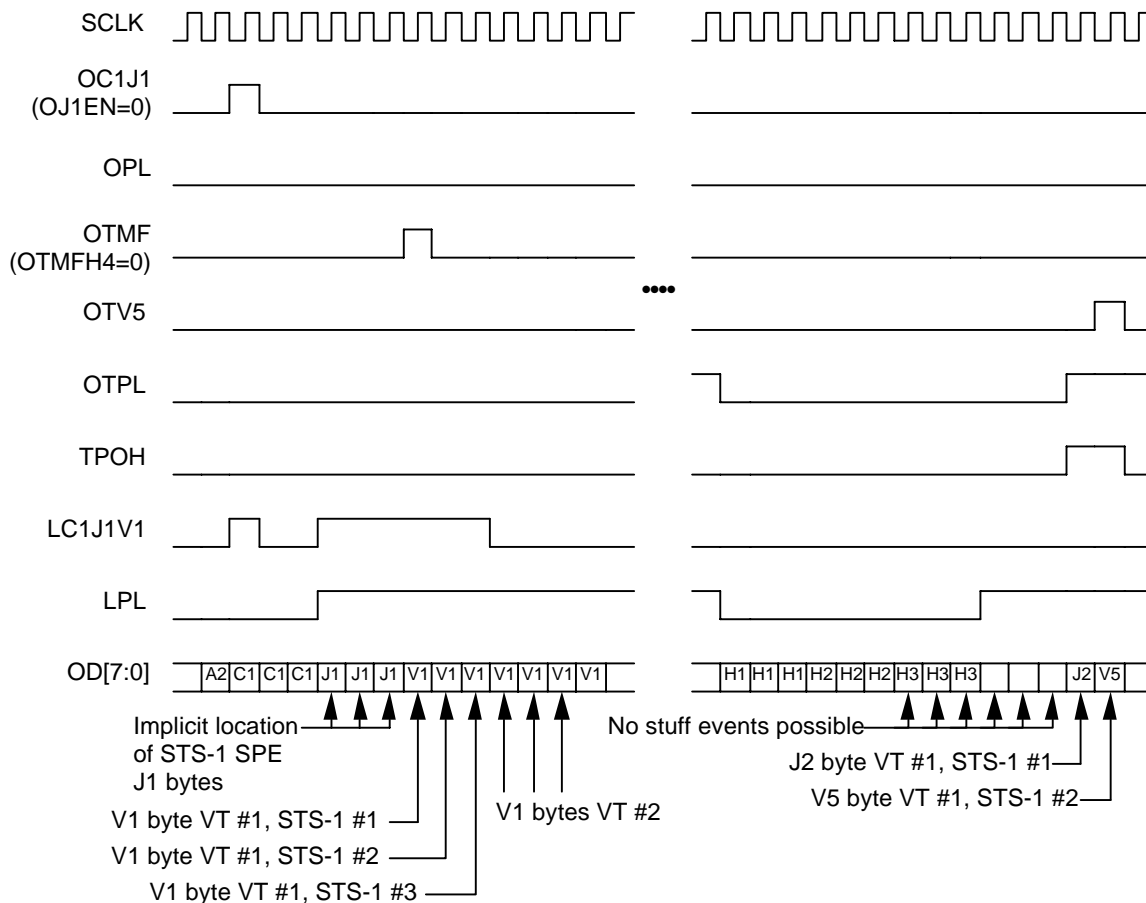 SCLK
OC1J1
(OJ1EN=0)
OPL
OTMF
(OTMFH4=0)
OTV5
OTPL
TPOH
LC1J1V1
LPL
OD[7:0]
A2 C1 C1 C1 J1 J1 J1 V1 V1 V1 V1 V1 V1 V1
H1 H1 H1 H2 H2 H2 H3 H3 H3 J2 V5
Implicit location
of STS-1 SPE
J1 bytes
V1 byte VT #1, STS-1 #1
V1 byte VT #1, STS-1 #2
V1 byte VT #1, STS-1 #3
V1 bytes VT #2
No stuff events possible
J2 byte VT #1, STS-1 #1
V5 byte VT #1, STS-1 #2